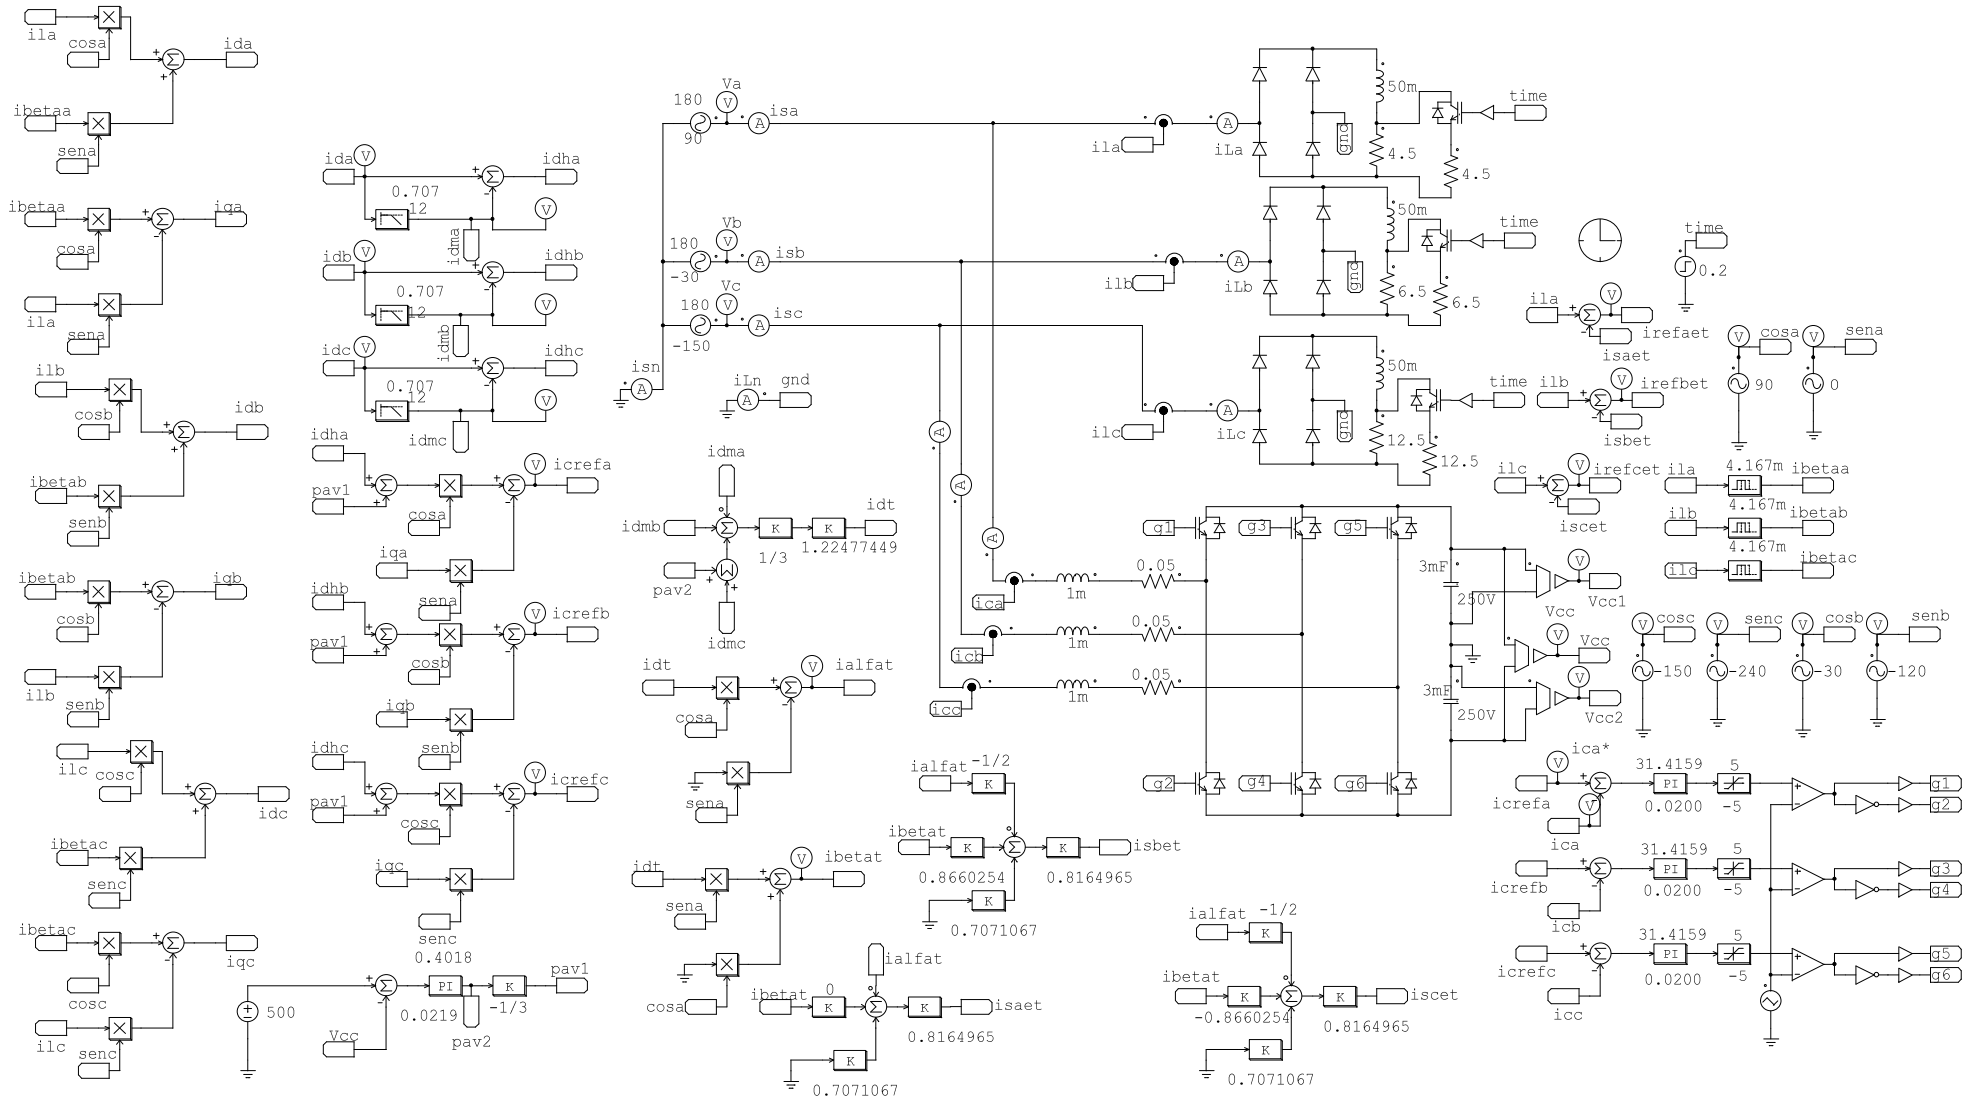 ila
cosa
ida
ibetaa
sena
ibetaa
iqa
cosa
ila
sena
ilb
cosb
idb
ibetab
senb
ibetab
iqb
cosb
ilb
senb
ilc
cosc
idc
ibetac
senc
ibetac
iqc
cosc
ilc
senc
ida
V
idha
0.707
12
V
idma
idb
V
idhb
0.707
12
V
idmb
idc
V
idhc
0.707
12
V
idmc
idha
pav1
cosa
V
icrefa
iqa
sena
idhb
pav1
cosb
V
icrefb
iqb
senb
idhc
pav1
cosc
V
icrefc
iqc
senc
500
Vcc
0.4018
PI
0.0219
K
-1/3
pav1
pav2
180
90
Va
V
A
isa
180
-30
Vb
V
A
isb
180
-150
Vc
V
A
isc
isn
A
iLn
A
gnd
idma
idmb
K
1/3
K
1.22477449
idt
pav2
idmc
idt
cosa
V
ialfat
sena
idt
sena
V
ibetat
cosa
ialfat
-1/2
K
ibetat
K
0.8660254
K
0.8164965
isbet
K
0.7071067
ialfat
ibetat
0
K
K
0.8164965
isaet
K
0.7071067
ialfat
-1/2
K
ibetat
K
-0.8660254
K
0.8164965
iscet
K
0.7071067
ila
A
iLa
gnd
50m
4.5
4.5
time
ilb
A
iLb
gnd
50m
6.5
6.5
time
ilc
A
iLc
gnd
50m
12.5
12.5
time
A
A
A
ica
1m
0.05
icb
1m
0.05
icc
1m
0.05
g1
g3
g5
g2
g4
g6
3mF
250V
3mF
250V
V
Vcc1
Vcc
V
Vcc
V
Vcc2
time
0.2
ila
V
irefaet
isaet
ilb
V
irefbet
isbet
ilc
V
irefcet
iscet
V
cosa
90
V
sena
0
ila
4.167m
ibetaa
ilb
4.167m
ibetab
ilc
4.167m
ibetac
V
cosc
-150
V
senc
-240
V
cosb
-30
V
senb
-120
ica*
V
icrefa
V
ica
31.4159
PI
0.0200
5
-5
g1
g2
icrefb
icb
31.4159
PI
0.0200
5
-5
g3
g4
icrefc
icc
31.4159
PI
0.0200
5
-5
g5
g6